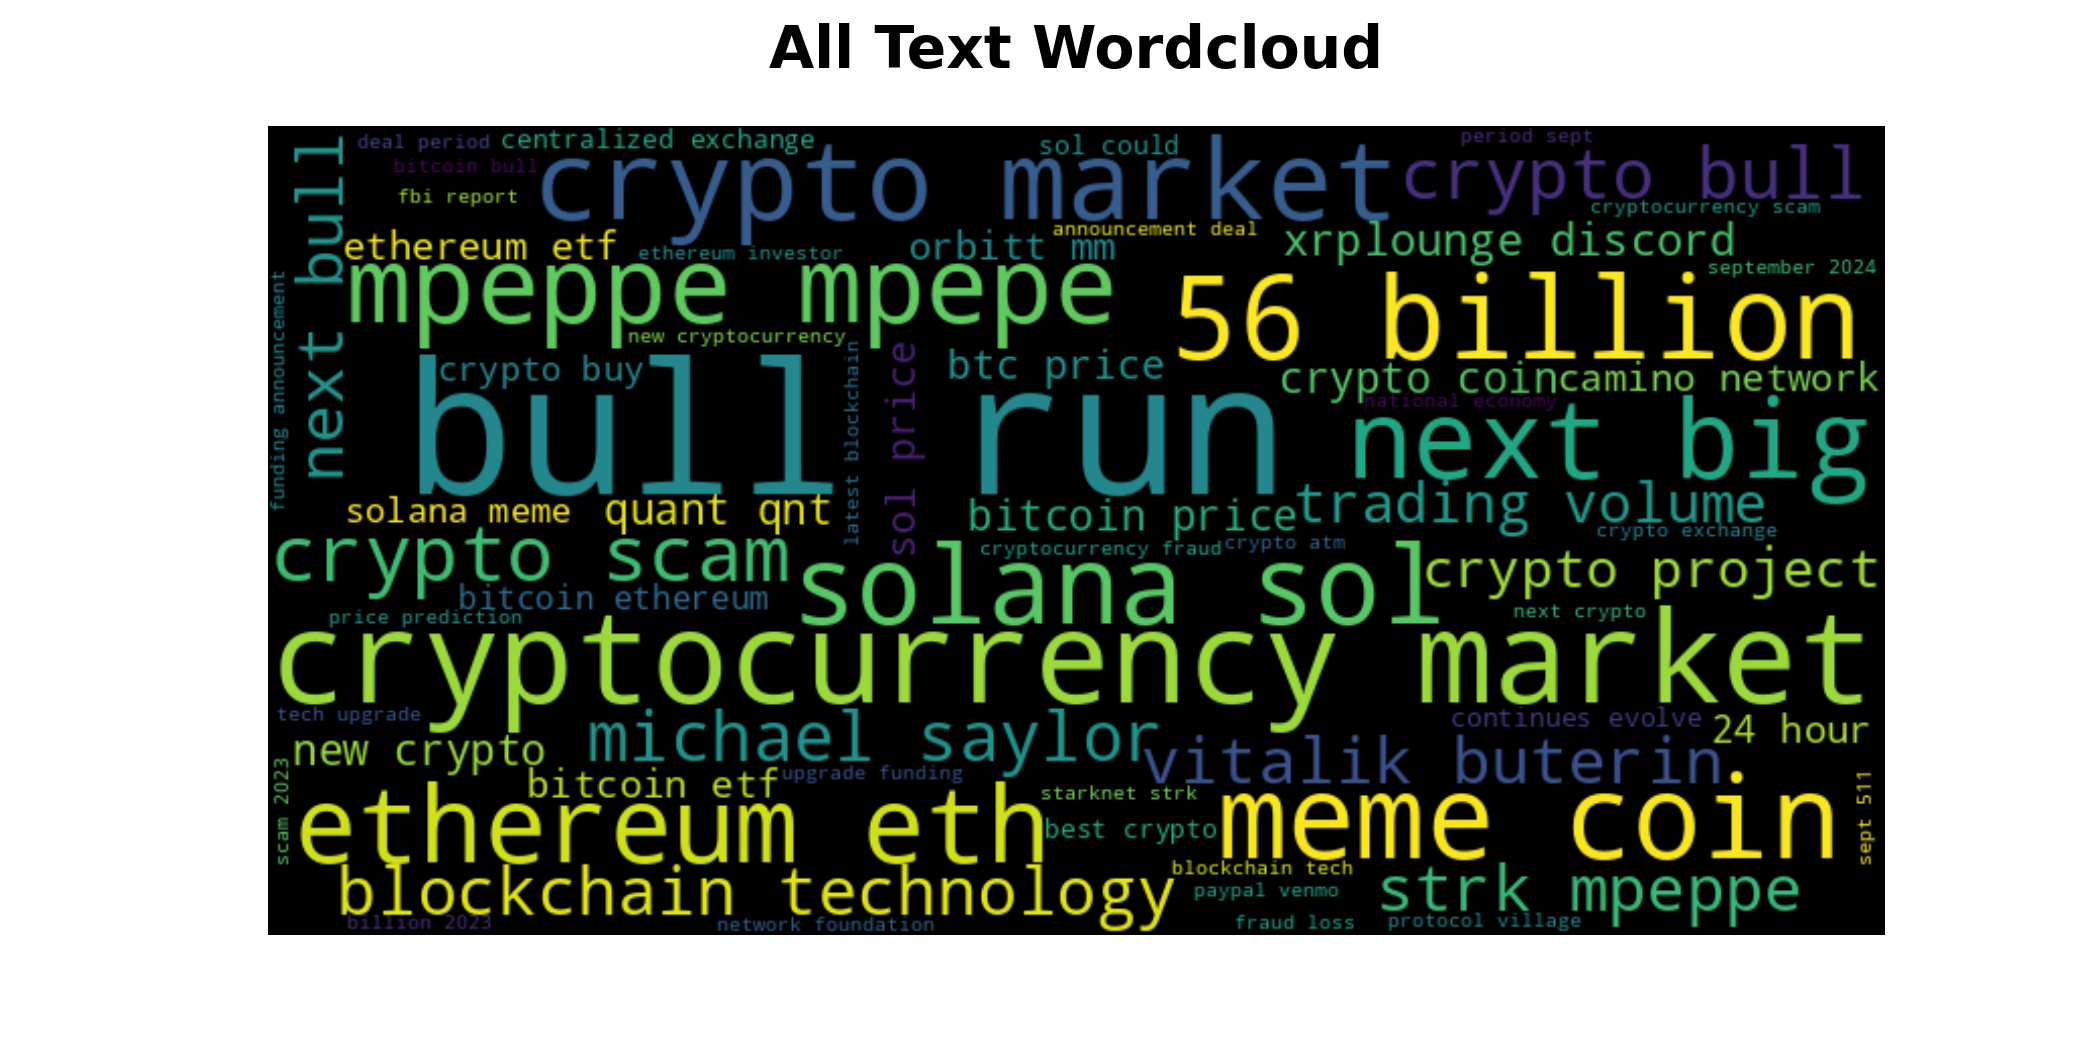 All Text Wordcloud
deal period
centralized exchange
sol could
period sept
bitcoin bull
crypto market
crypto bull
fbi report
cryptocurrency scam
next bull
announcement deal
ethereum etf
ethereum investor
orbitt mm
xrplounge discord
mpeppe mpepe
september 2024
56 billion
funding announcement
new cryptocurrency
crypto buy
btc price
crypto coin
camino network
national economy
bull run
latest blockchain
sol price
next big
solana meme
quant qnt
bitcoin price
trading volume
crypto exchange
crypto scam
cryptocurrency fraud
crypto atm
solana sol
crypto project
bitcoin ethereum
price prediction
next crypto
cryptocurrency market
tech upgrade
michael saylor
continues evolve
24 hour
new crypto
vitalik buterin
bitcoin etf
upgrade funding
scam 2023
starknet strk
ethereum eth
meme coin
sept 511
best crypto
blockchain tech
blockchain technology
paypal venmo
strk mpeppe
billion 2023
network foundation
fraud loss
protocol village